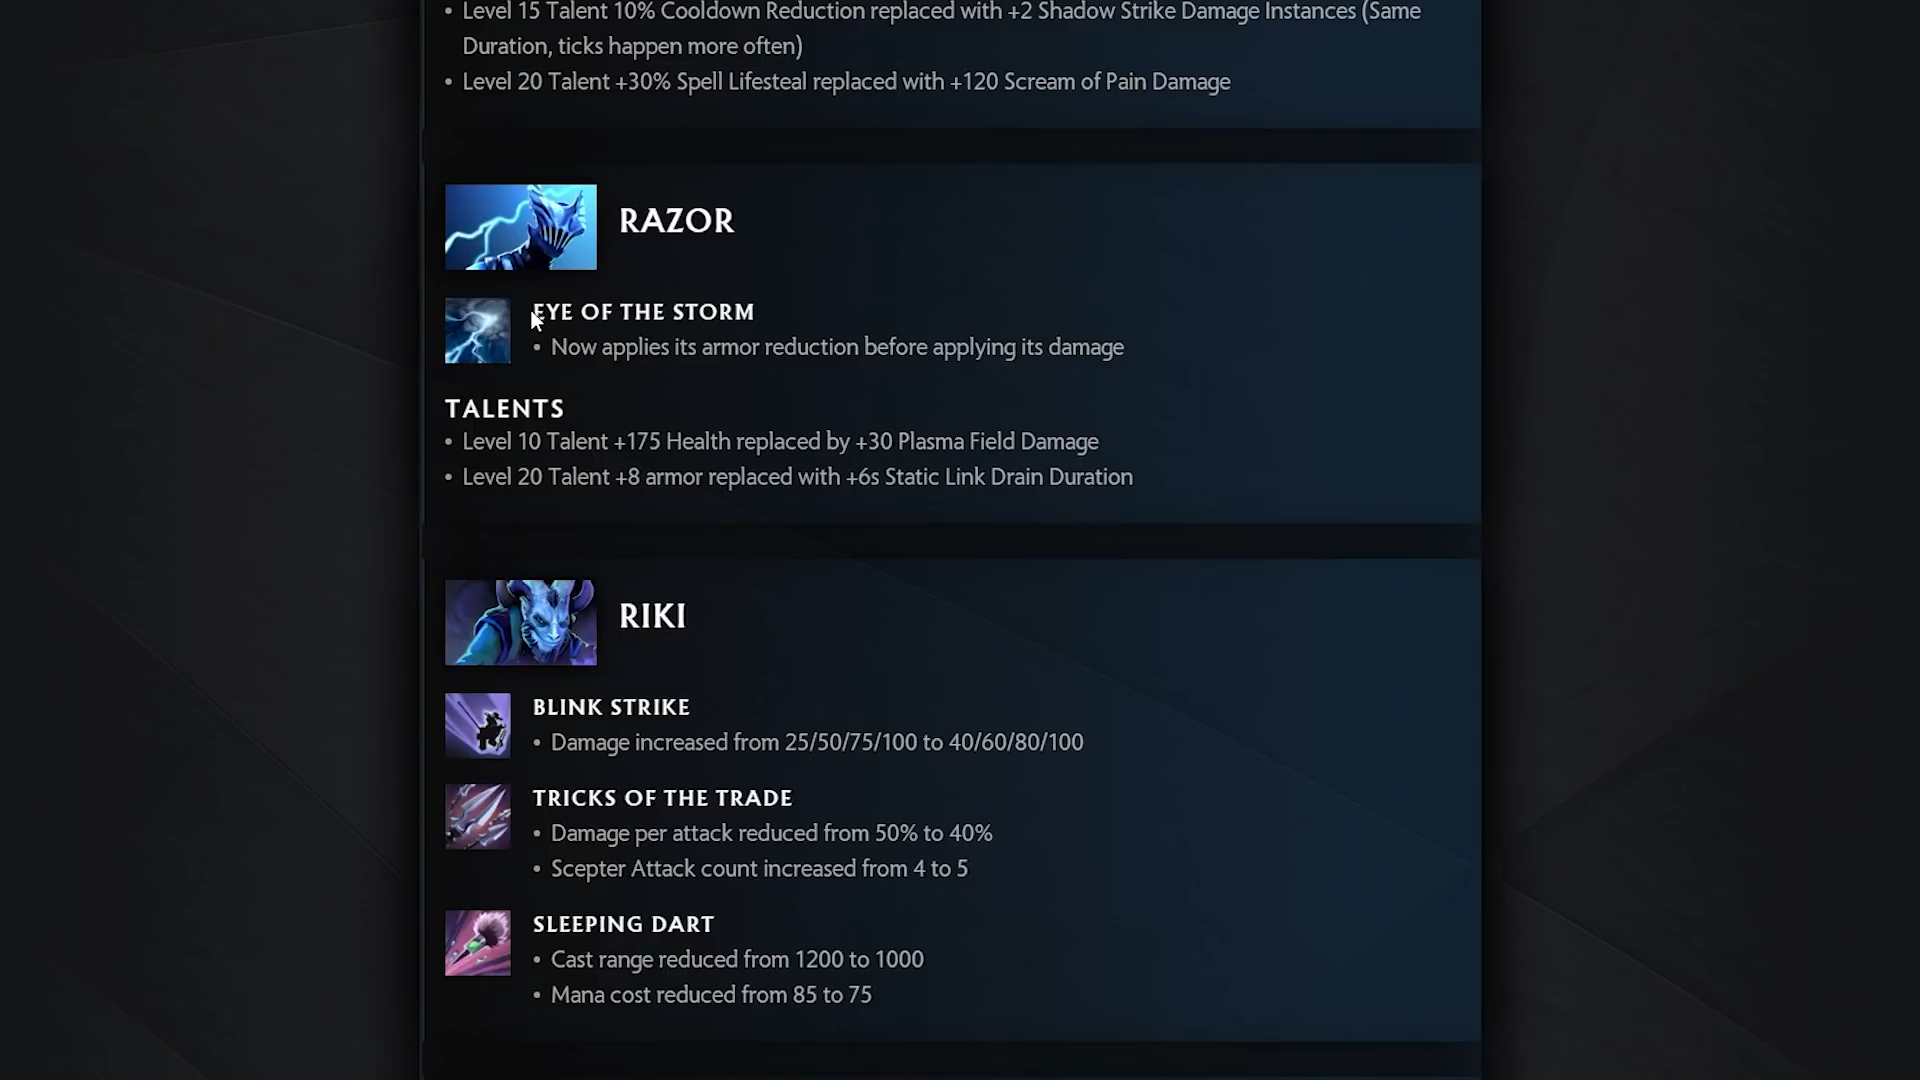 • Level 15 Talent 10% Cooldown Reduction replaced with +2 Shadow Strike Damage Instances (Same
Duration, ticks happen more often)
• Level 20 Talent +30% Spell Lifesteal replaced with +120 Scream of Pain Damage
RAZOR
EYE OF THE STORM
• Now applies its armor reduction before applying its damage
TALENTS
• Level 10 Talent +175 Health replaced by +30 Plasma Field Damage
• Level 20 Talent +8 armor replaced with +6s Static Link Drain Duration
RIKI
BLINK STRIKE
• Damage increased from 25/50/75/100 to 40/60/80/100
TRICKS OF THE TRADE
• Damage per attack reduced from 50% to 40%
• Scepter Attack count increased from 4 to 5
SLEEPING DART
• Cast range reduced from 1200 to 1000
• Mana cost reduced from 85 to 75